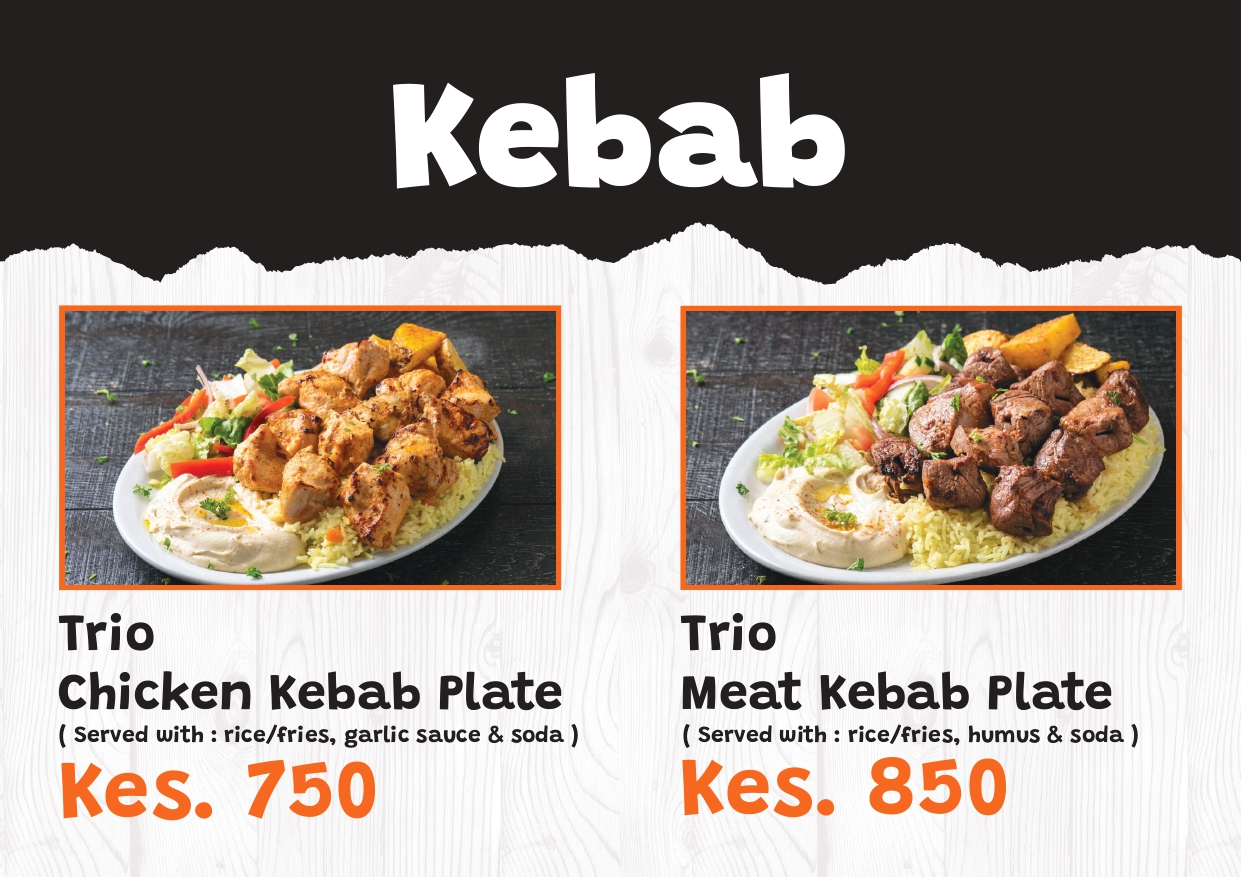 Kebab
Trio
Chicken Kebab Plate
( Served with : rice/fries, garlic sauce & soda )
Kes. 750
Trio
Meat Kebab Plate
( Served with : rice/fries, humus & soda )
Kes. 850